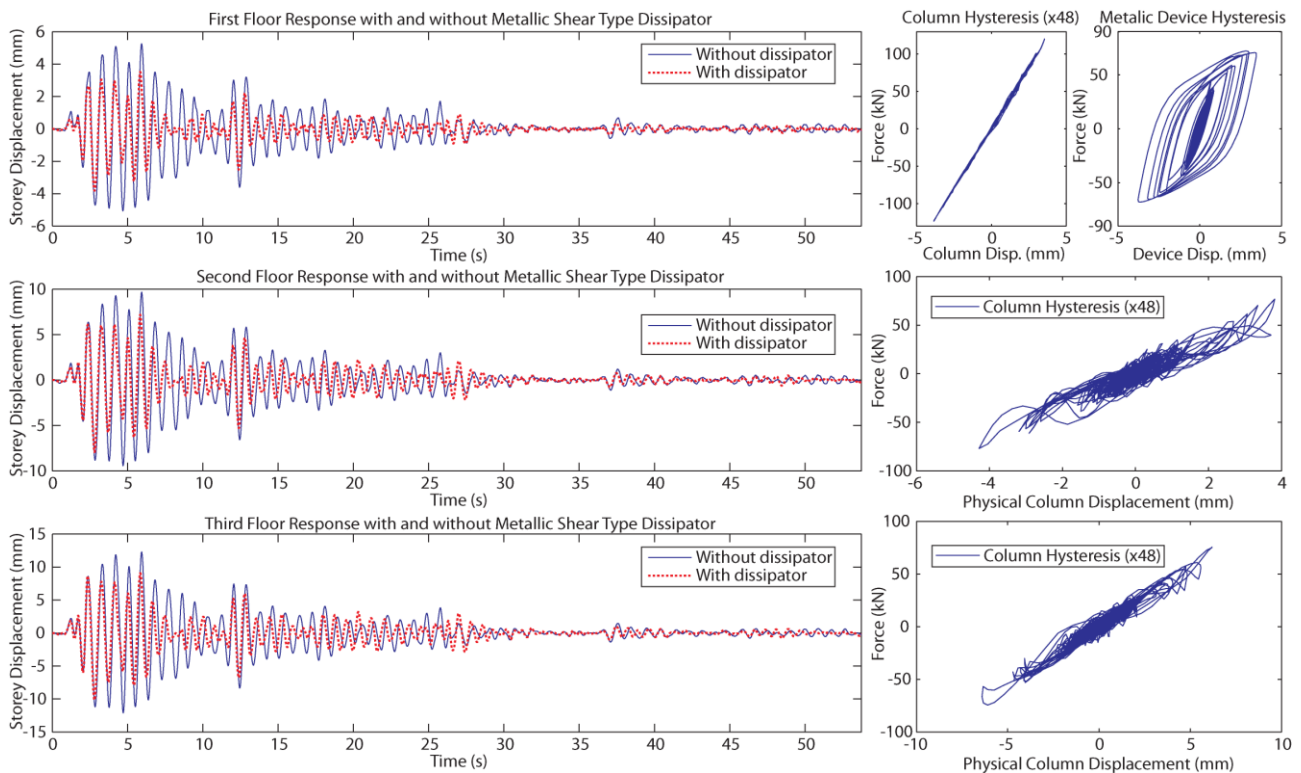 First Floor Response with and without Metallic Shear Type Dissipator
Storey Displacement (mm)
6
4
2
0
-2
-4
6
Without dissipator
With dissipator
0 5 10 15 20 25 30 35 40 45 50
Time (s)
Column Hysteresis (x48)
Force (kN)
100
50
0
-50
-100
-5 0 5
Column Disp. (mm)
Metalic Device Hysteresis
Force (kN)
90
50
0
-50
-90
-5 0 5
Device Disp. (mm)
Second Floor Response with and without Metallic Shear Type Dissipator
Storey Displacement (mm)
10
5
0
-5
-10
Without dissipator
With dissipator
0 5 10 15 20 25 30 35 40 45 50
Time (s)
Column Hysteresis (x48)
Force (kN)
100
50
0
-50
-100
-6 -4 -2 0 2 4
Physical Column Displacement (mm)
Third Floor Response with and without Metallic Shear Type Dissipator
Storey Displacement (mm)
15
10
5
0
-5
-10
-15
Without dissipator
With dissipator
0 5 10 15 20 25 30 35 40 45 50
Time (s)
Column Hysteresis (x48)
Force (kN)
100
50
0
-50
-100
-10 -5 0 5 10
Physical Column Displacement (mm)